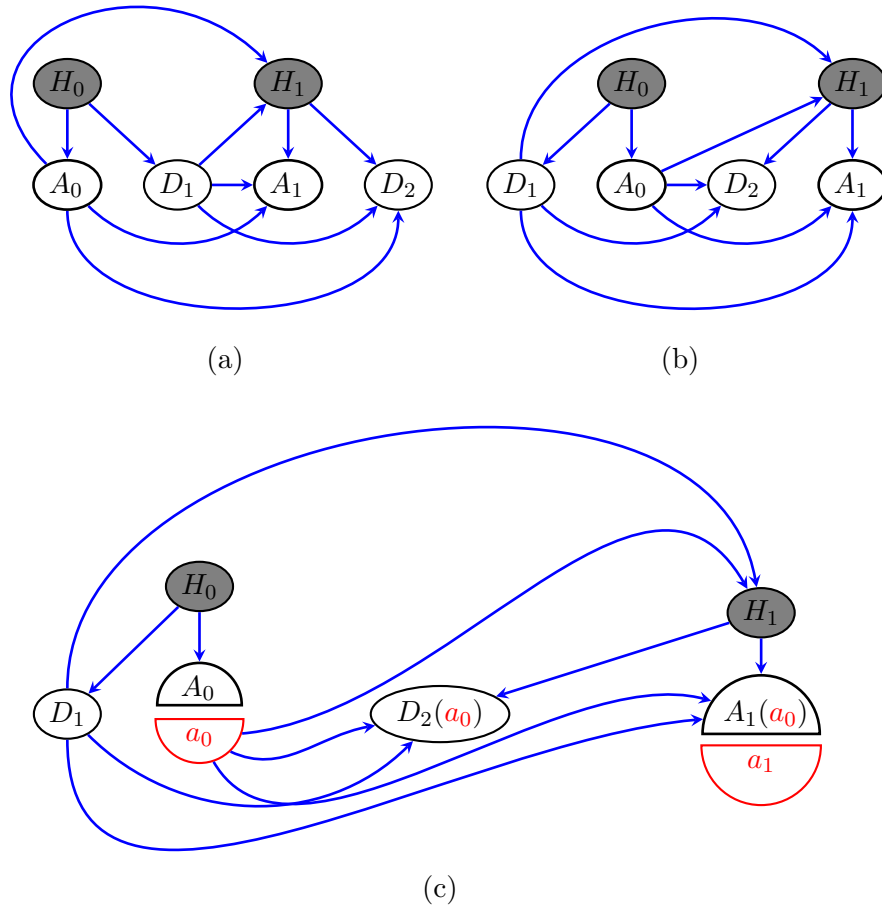 H₀ H₁ H₀ H₁
A₀ D₁ A₁ D₂ D₁ A₀ D₂ A₁
(a) (b)
H₀ H₁
A₀
D₁ D₂(a₀) A₁(a₀)
a₀
a₁
(c)